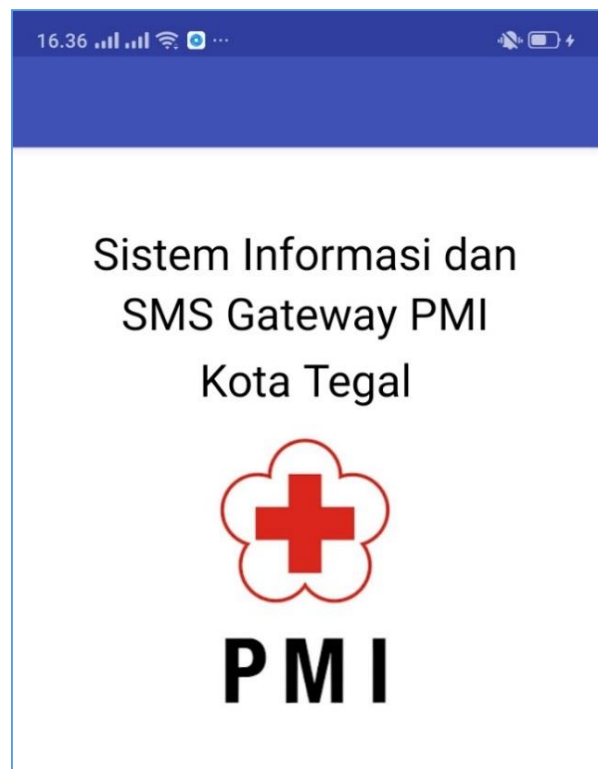 16.36
Sistem Informasi dan
SMS Gateway PMI
Kota Tegal
PMI